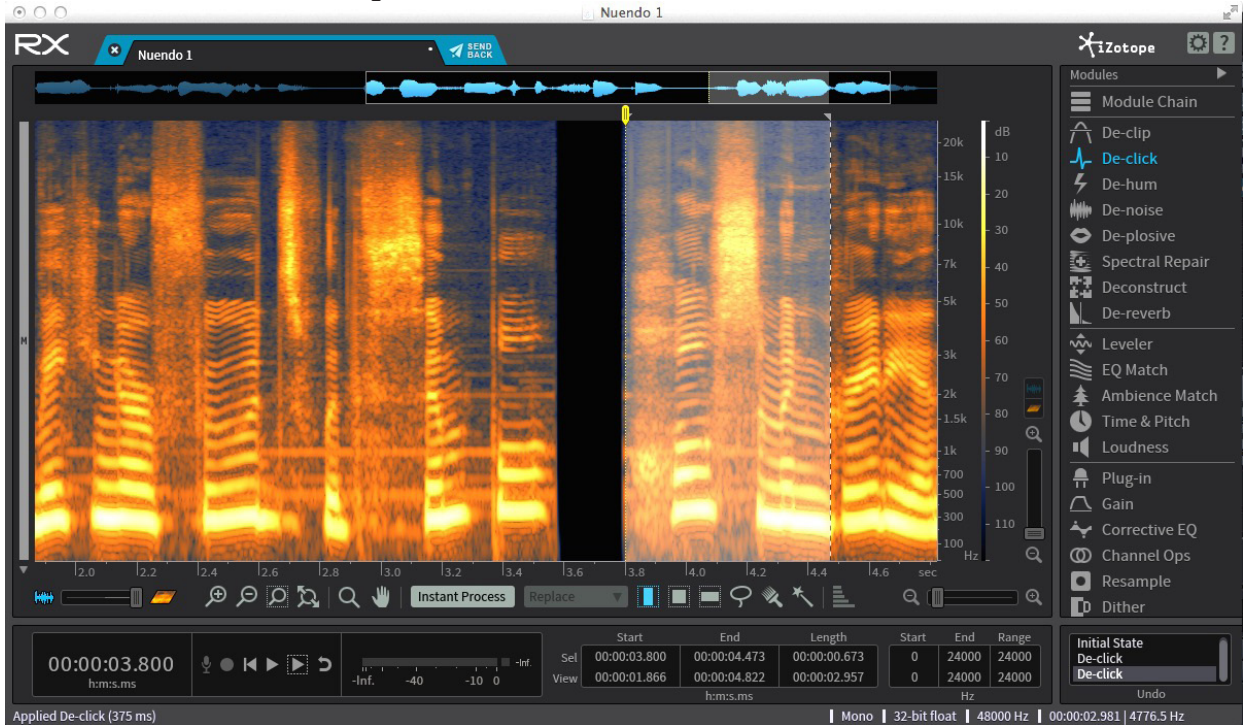 Nuendo 1
RX
Nuendo 1
SEND
BACK
iZotope
?
Modules
Module Chain
De-clip
De-click
De-hum
De-noise
De-plosive
Spectral Repair
Deconstruct
De-reverb
Leveler
EQ Match
Ambience Match
Time & Pitch
Loudness
Plug-in
Gain
Corrective EQ
Channel Ops
Resample
Dither
M
20k
15k
10k
7k
5k
3k
2k
1.5k
1k
700
500
300
100
Hz
dB
10
20
30
40
50
60
70
80
90
100
110
2.0 2.2 2.4 2.6 2.8 3.0 3.2 3.4 3.6 3.8 4.0 4.2 4.4 4.6 sec
Instant Process Replace
00:00:03.800
h:m:s.ms
-Inf. -40 -10 0
-Inf.
Start End Length Start End Range
Sel 00:00:03.800 00:00:04.473 00:00:00.673 0 24000 24000
View 00:00:01.866 00:00:04.822 00:00:02.957 0 24000 24000
h:m:s.ms Hz
Initial State
De-click
De-click
Undo
Applied De-click (375 ms)
Mono 32-bit float 48000 Hz 00:00:02.981 | 4776.5 Hz